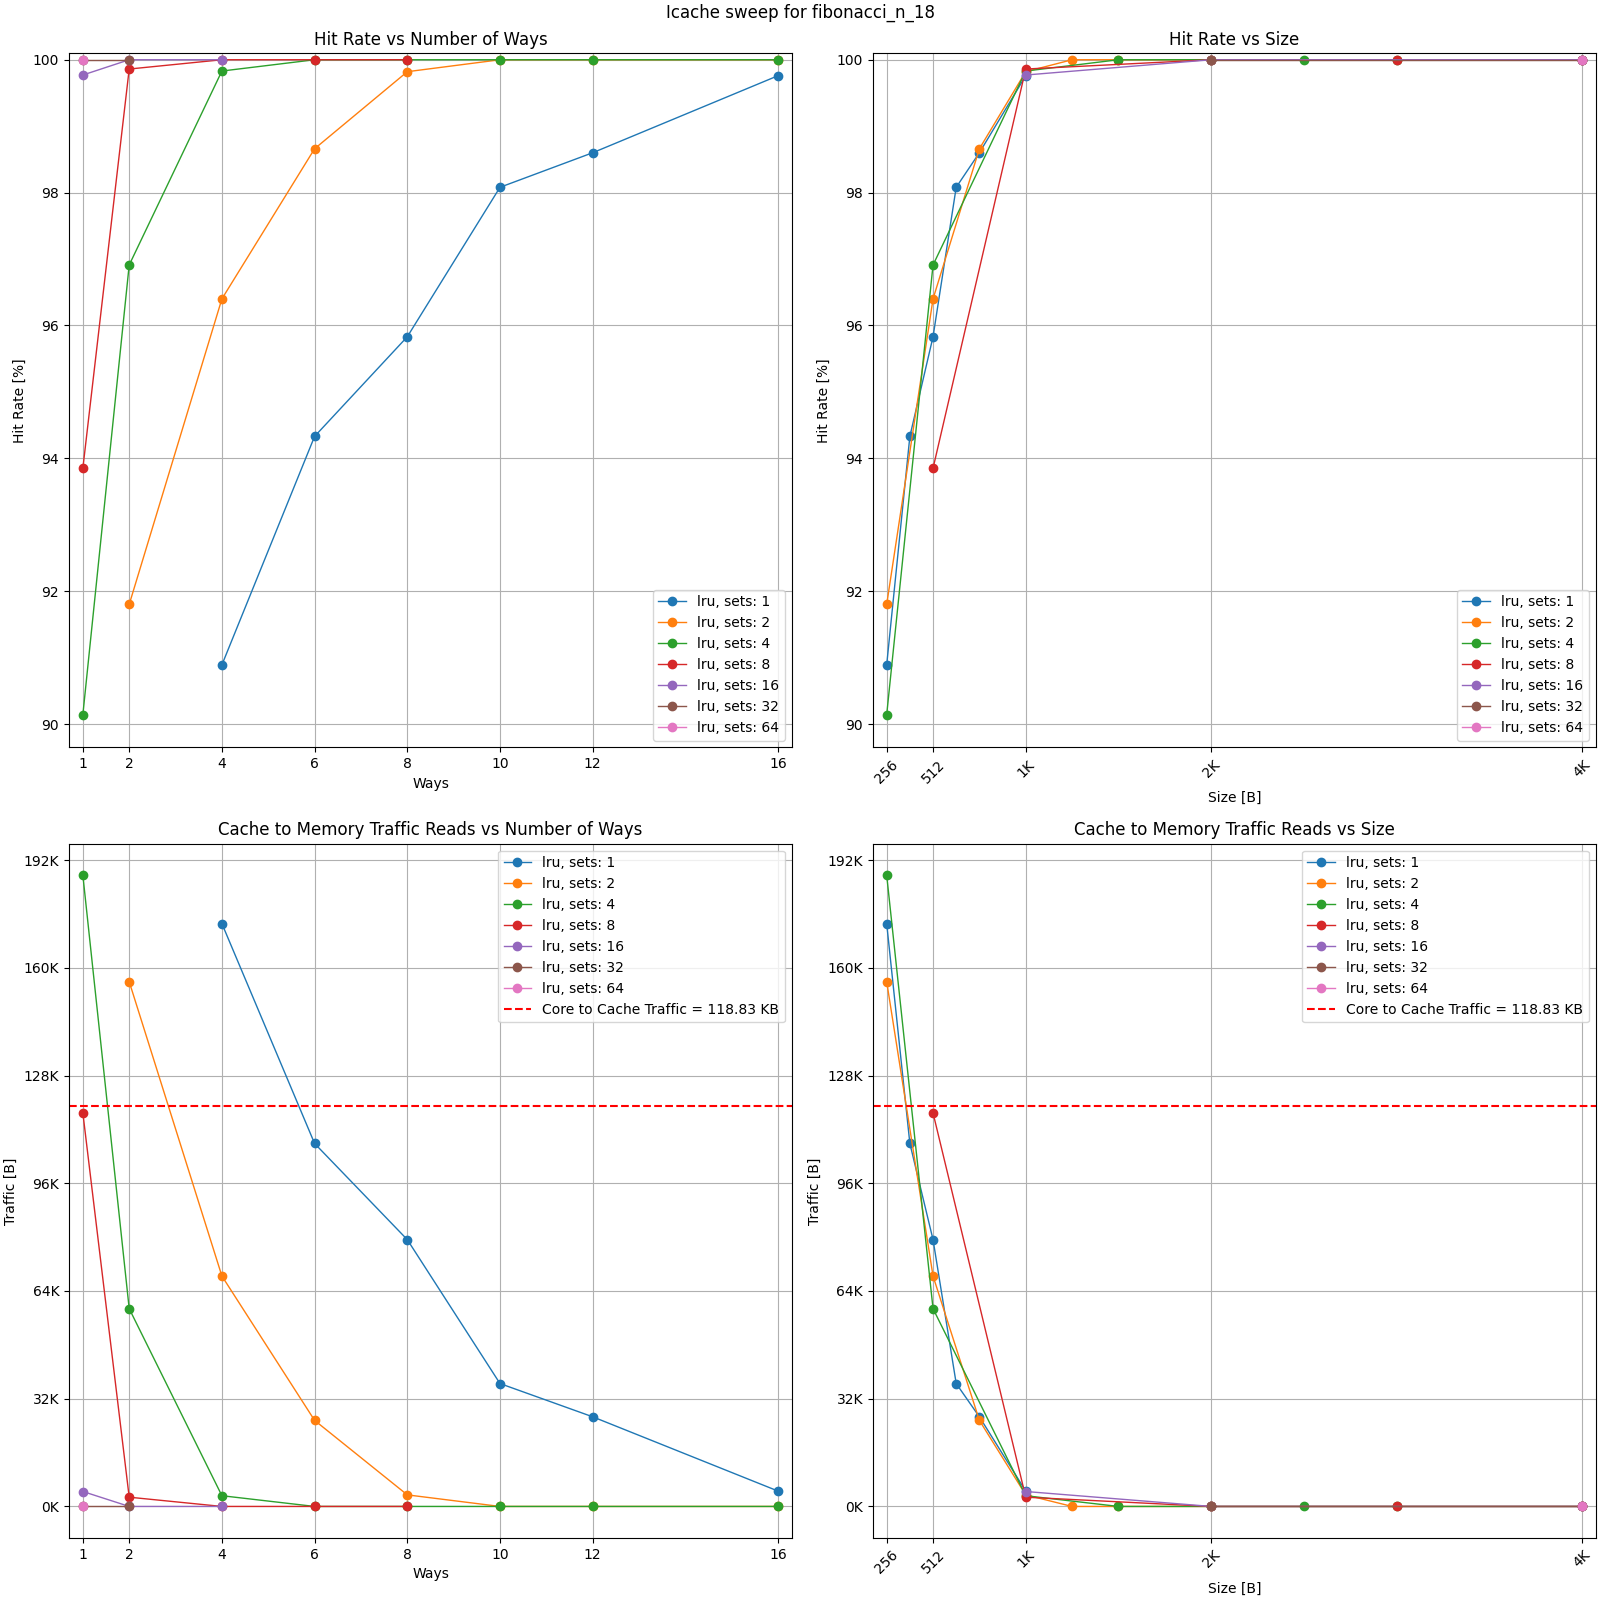 Icache sweep for fibonacci_n_18
Hit Rate vs Number of Ways
100
98
96
94
92
90
Hit Rate [%]
1 2 4 6 8 10 12 16
Ways
lru, sets: 1
lru, sets: 2
lru, sets: 4
lru, sets: 8
lru, sets: 16
lru, sets: 32
lru, sets: 64
Hit Rate vs Size
100
98
96
94
92
90
Hit Rate [%]
256 512 1K 2K 4K
Size [B]
lru, sets: 1
lru, sets: 2
lru, sets: 4
lru, sets: 8
lru, sets: 16
lru, sets: 32
lru, sets: 64
Cache to Memory Traffic Reads vs Number of Ways
192K
160K
128K
96K
64K
32K
0K
Traffic [B]
1 2 4 6 8 10 12 16
Ways
lru, sets: 1
lru, sets: 2
lru, sets: 4
lru, sets: 8
lru, sets: 16
lru, sets: 32
lru, sets: 64
Core to Cache Traffic = 118.83 KB
Cache to Memory Traffic Reads vs Size
192K
160K
128K
96K
64K
32K
0K
Traffic [B]
256 512 1K 2K 4K
Size [B]
lru, sets: 1
lru, sets: 2
lru, sets: 4
lru, sets: 8
lru, sets: 16
lru, sets: 32
lru, sets: 64
Core to Cache Traffic = 118.83 KB